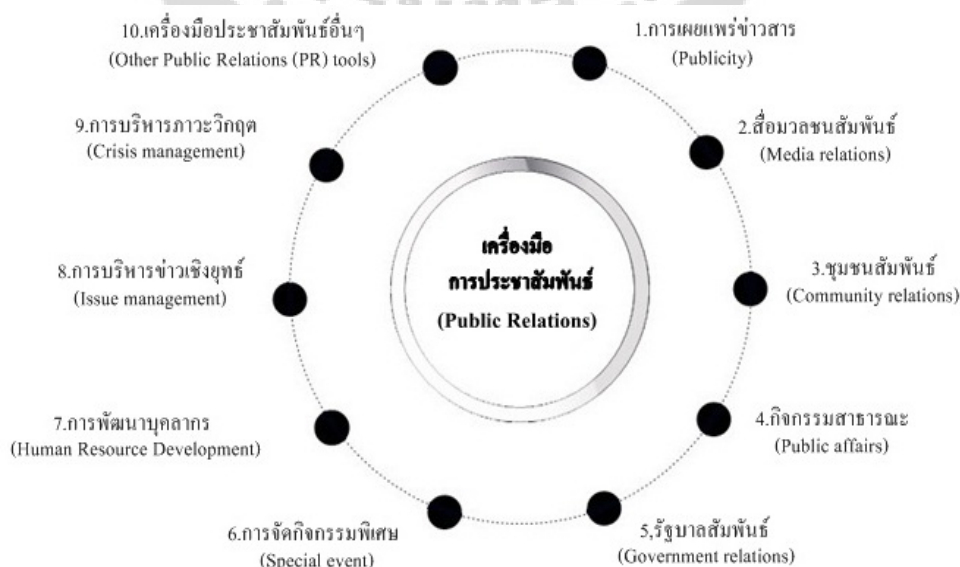 เครื่องมือ
การประชาสัมพันธ์
(Public Relations)
1.การเผยแพร่ข่าวสาร
(Publicity)
2.สื่อมวลชนสัมพันธ์
(Media relations)
3.ชุมชนสัมพันธ์
(Community relations)
4.กิจกรรมสาธารณะ
(Public affairs)
5,รัฐบาลสัมพันธ์
(Government relations)
6.การจัดกิจกรรมพิเศษ
(Special event)
7.การพัฒนาบุคลากร
(Human Resource Development)
8.การบริหารข่าวเชิงยุทธ์
(Issue management)
9.การบริหารภาวะวิกฤต
(Crisis management)
10.เครื่องมือประชาสัมพันธ์อื่นๆ
(Other Public Relations (PR) tools)